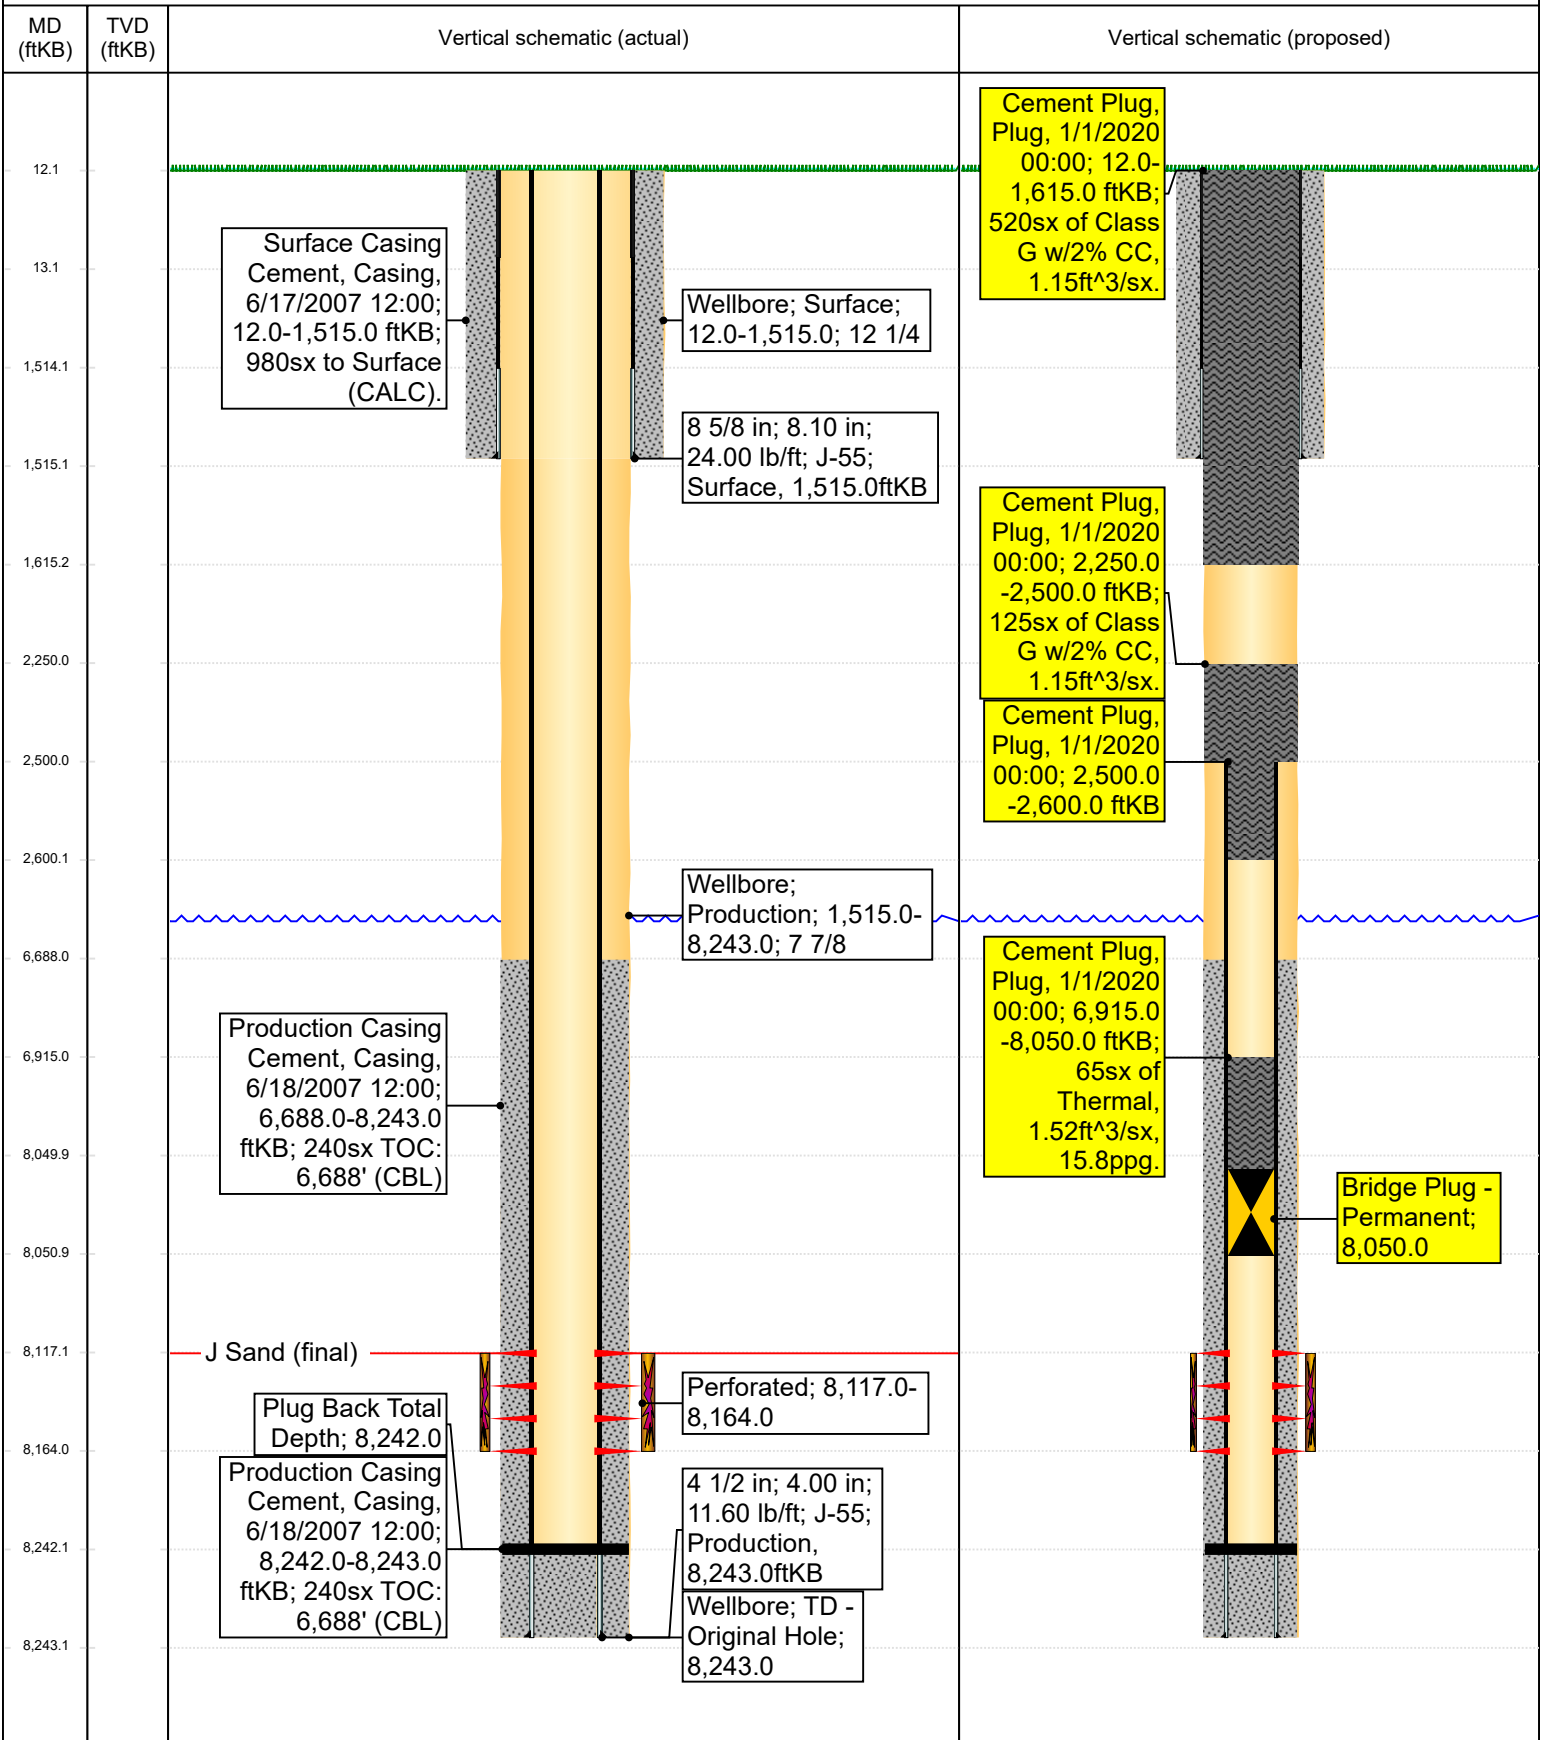 MD
(ftKB)
TVD
(ftKB)
Vertical schematic (actual)
Vertical schematic (proposed)
12.1
13.1
1,514.1
1,515.1
1,615.2
2,250.0
2,500.0
2,600.1
6,688.0
6,915.0
8,049.9
8,050.9
8,117.1
8,164.0
8,242.1
8,243.1
Surface Casing
Cement, Casing,
6/17/2007 12:00;
12.0-1,515.0 ftKB;
980sx to Surface
(CALC).
Wellbore; Surface;
12.0-1,515.0; 12 1/4
8 5/8 in; 8.10 in;
24.00 lb/ft; J-55;
Surface, 1,515.0ftKB
Wellbore;
Production; 1,515.0-
8,243.0; 7 7/8
Production Casing
Cement, Casing,
6/18/2007 12:00;
6,688.0-8,243.0
ftKB; 240sx TOC:
6,688' (CBL)
J Sand (final)
Perforated; 8,117.0-
8,164.0
Plug Back Total
Depth; 8,242.0
Production Casing
Cement, Casing,
6/18/2007 12:00;
8,242.0-8,243.0
ftKB; 240sx TOC:
6,688' (CBL)
4 1/2 in; 4.00 in;
11.60 lb/ft; J-55;
Production,
8,243.0ftKB
Wellbore; TD -
Original Hole;
8,243.0
Cement Plug,
Plug, 1/1/2020
00:00; 12.0-
1,615.0 ftKB;
520sx of Class
G w/2% CC,
1.15ft^3/sx.
Cement Plug,
Plug, 1/1/2020
00:00; 2,250.0
-2,500.0 ftKB;
125sx of Class
G w/2% CC,
1.15ft^3/sx.
Cement Plug,
Plug, 1/1/2020
00:00; 2,500.0
-2,600.0 ftKB
Cement Plug,
Plug, 1/1/2020
00:00; 6,915.0
-8,050.0 ftKB;
65sx of
Thermal,
1.52ft^3/sx,
15.8ppg.
Bridge Plug -
Permanent;
8,050.0